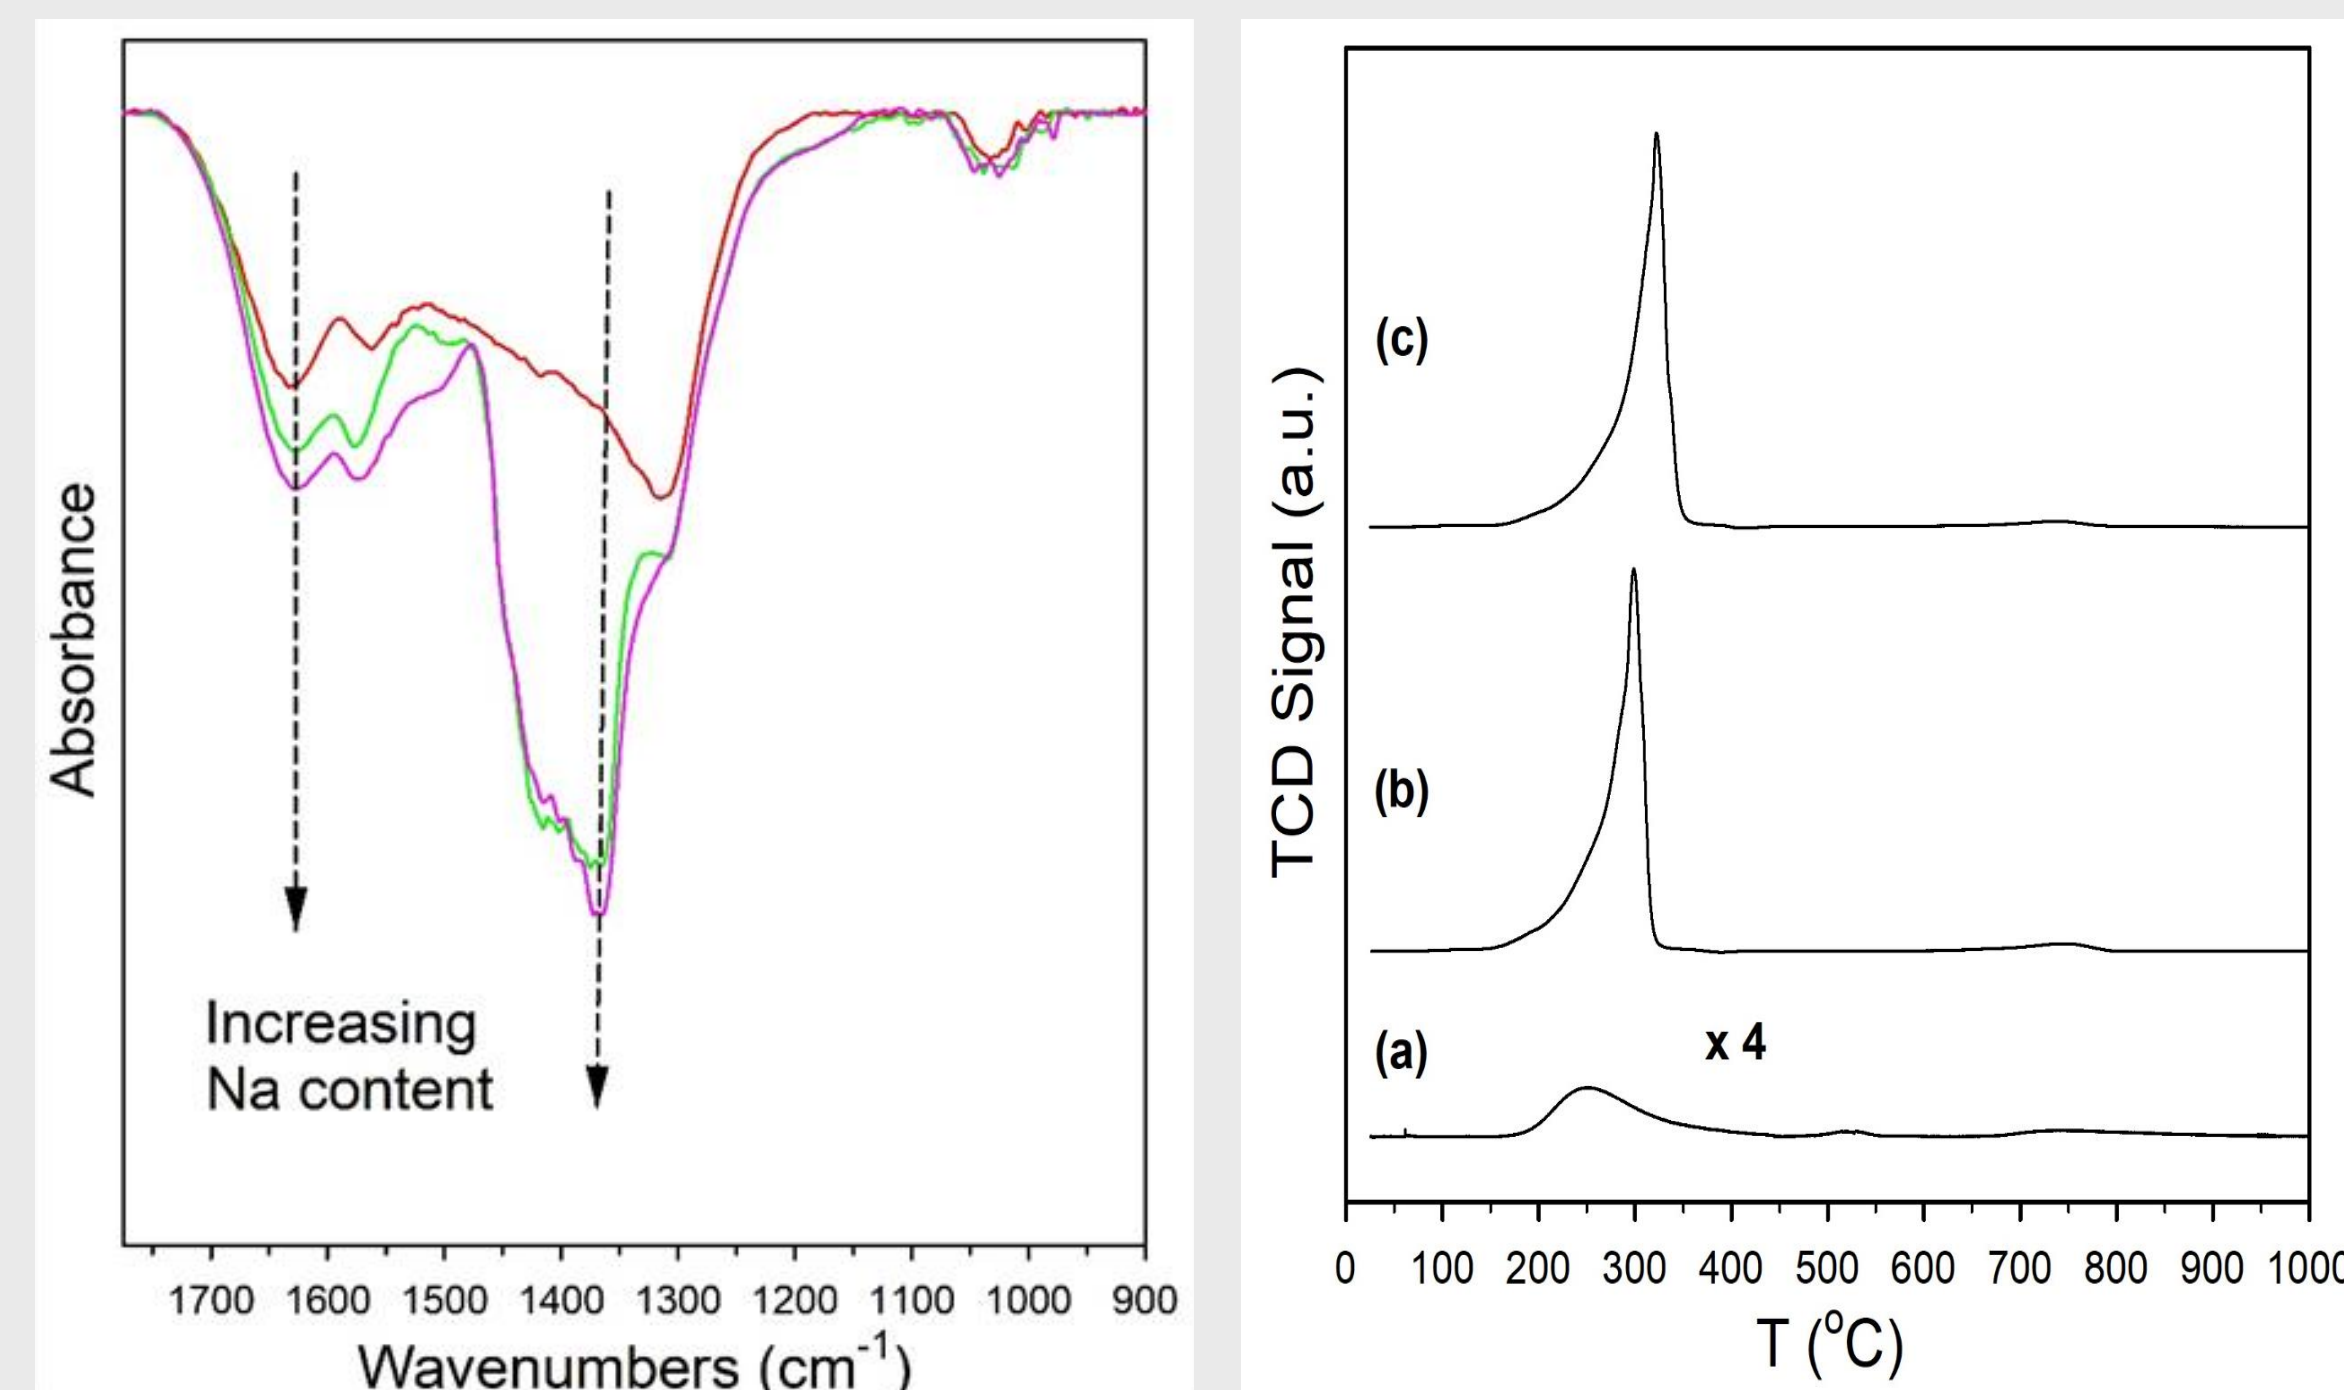 Absorbance
Increasing
Na content
1700 1600 1500 1400 1300 1200 1100 1000 900
Wavenumbers (cm⁻¹)
TCD Signal (a.u.)
(c)
(b)
(a)
x 4
0 100 200 300 400 500 600 700 800 900 1000
T (°C)